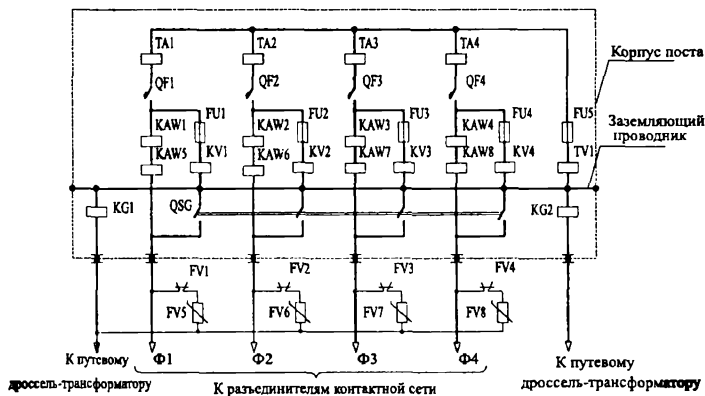 TA1 TA2 TA3 TA4
Корпус поста
QF1 QF2 QF3 QF4
FU1 FU2 FU3 FU4 FU5
Заземляющий
проводник
KAW1 KAW2 KAW3 KAW4
KAW5 KV1 KAW6 KV2 KAW7 KV3 KAW8 KV4 TV1
KG1 QSG KG2
FV1 FV2 FV3 FV4
FV5 FV6 FV7 FV8
К путевому
дроссель-трансформатору
Ф1 Ф2 Ф3 Ф4
К разъединителям контактной сети
К путевому
дроссель-трансформатору